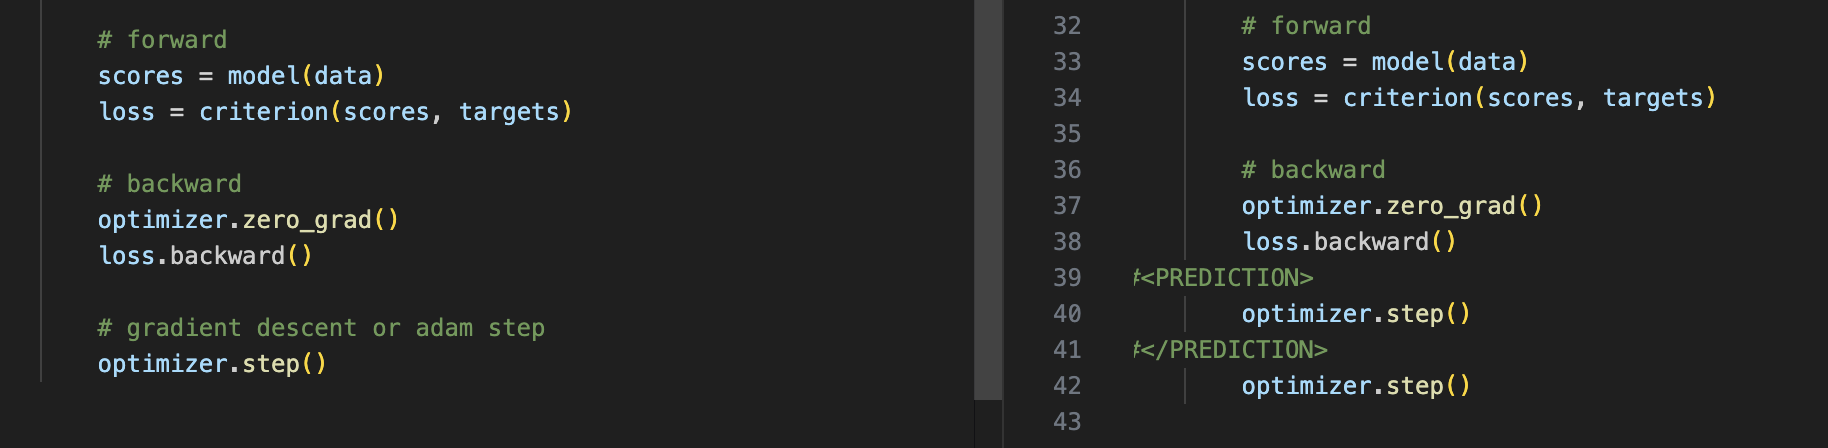 # forward
scores = model(data)
loss = criterion(scores, targets)
# backward
optimizer.zero_grad()
loss.backward()
# gradient descent or adam step
optimizer.step()
32 # forward
33 scores = model(data)
34 loss = criterion(scores, targets)
35
36 # backward
37 optimizer.zero_grad()
38 loss.backward()
39 #<PREDICTION>
40 optimizer.step()
41 #</PREDICTION>
42 optimizer.step()
43